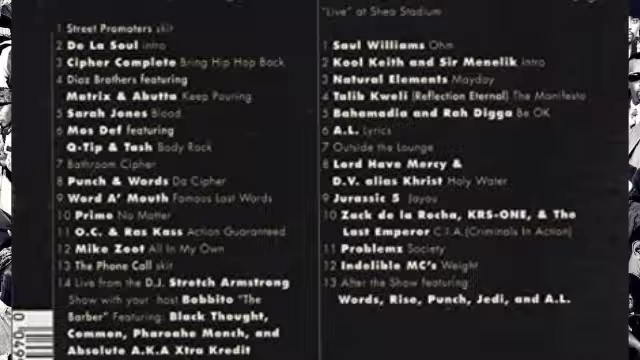 1 Street Promoters skit
2 De La Soul intro
3 Cipher Complete Bring Hip Hop Back
4 Diaz Brothers featuring
Matrix & Abutta Keep Pouring
5 Sarah Jones Blood
6 Mos Def featuring
Q-Tip & Tash Body Rock
7 Bathroom Cipher
8 Punch & Words Da Cipher
9 Word A' Mouth Famous Last Words
10 Prime No Matter
11 O.C. & Ras Kass Action Guaranteed
12 Mike Zoot All In My Own
13 The Phone Call skit
14 Live from the D.J. Stretch Armstrong
Show with your host Bobbito "The
Barber" Featuring: Black Thought,
Common, Pharoahe Monch, and
Absolute A.K.A Xtra Kredit
"Live" at Shea Stadium
1 Saul Williams Ohm
2 Kool Keith and Sir Menelik Intro
3 Natural Elements Mayday
4 Talib Kweli (Reflection Eternal) The Manifesto
5 Bahamadia and Rah Digga Be OK
6 A.L. Lyrics
7 Outside the Lounge
8 Lord Have Mercy &
D.V. alias Khrist Holy Water
9 Jurassic 5 Jayou
10 Zack de la Rocha, KRS-ONE, & The
Last Emperor C.I.A.(Criminals In Action)
11 Problemz Society
12 Indelible MC's Weight
13 After the Show featuring:
Words, Rise, Punch, Jedi, and A.L.